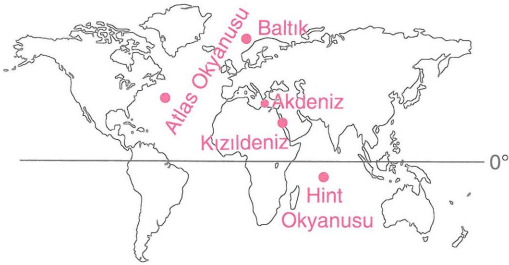 Baltık
Atlas Okyanusu
Akdeniz
Kızıldeniz
0°
Hint
Okyanusu